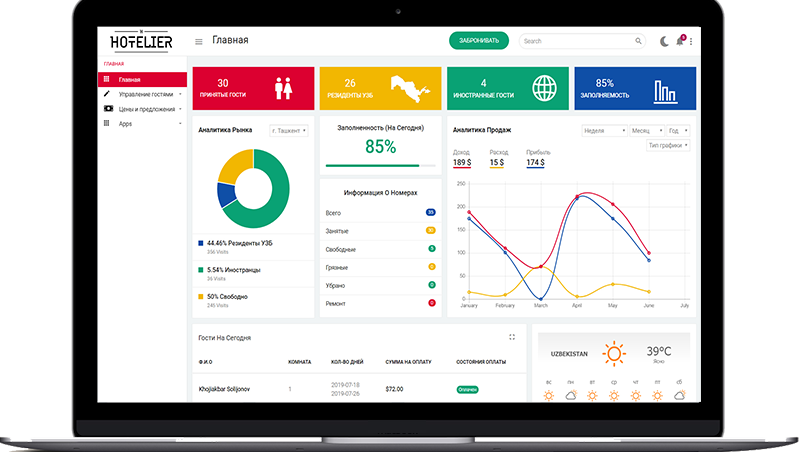 HOTELIER
Главная
ЗАБРОНИВАТЬ
Search
ГЛАВНАЯ
Главная
Управление гостями
Цены и предложения
Apps
30
ПРИНЯТЫЕ ГОСТИ
26
РЕЗИДЕНТЫ УЗБ
4
ИНОСТРАННЫЕ ГОСТИ
85%
ЗАПОЛНЯЕМОСТЬ
Аналитика Рынка
г. Ташкент
44.46% Резиденты УЗБ
356 Visits
5.54% Иностранцы
36 Visits
50% Свободно
245 Visits
Заполненность (На Сегодня)
85%
Информация О Номерах
Всего 35
Занятые 30
Свободные 5
Грязные 0
Убрано 0
Ремонт 0
Аналитика Продаж
Неделя Месяц Год
Тип графики
Доход Расход Прибыль
189 $ 15 $ 174 $
250
200
150
100
50
0
January February March April May June July
Гости На Сегодня
Ф.И.О КОМНАТА КОЛ-ВО ДНЕЙ СУММА НА ОПЛАТУ СОСТОЯНИЯ ОПЛАТЫ
Khojiakbar Solijonov 1 2019-07-18 $72.00 Оплачен
2019-07-26
UZBEKISTAN 39°C
Ясно
вс пн вт ср чт пт сб